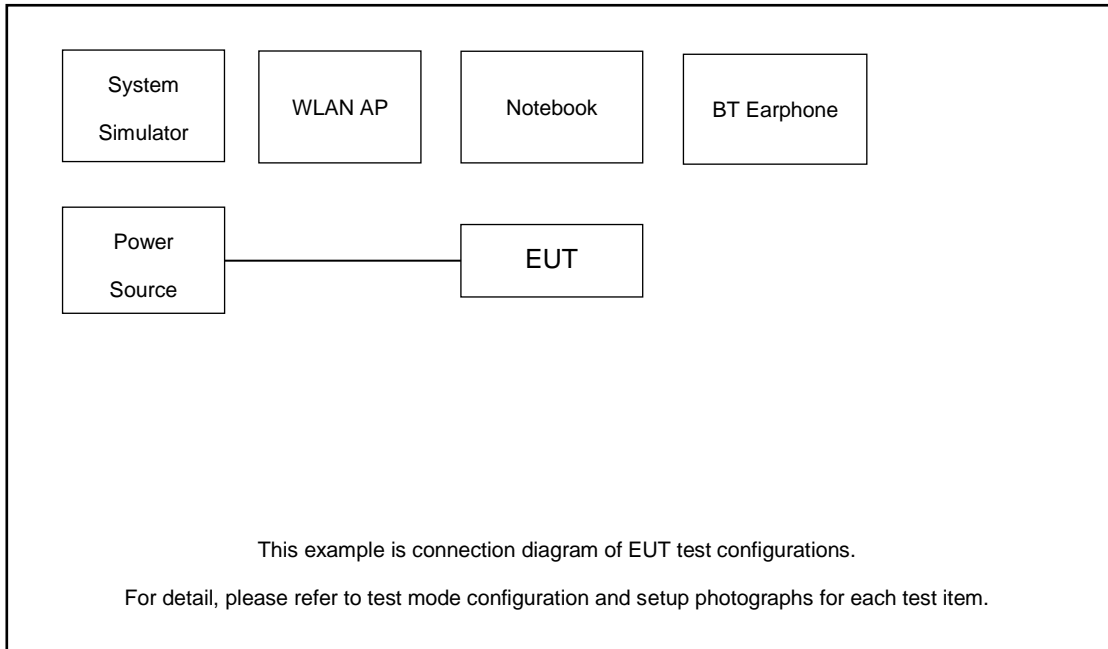 System
Simulator
WLAN AP
Notebook
BT Earphone
Power
Source
EUT
This example is connection diagram of EUT test configurations.
For detail, please refer to test mode configuration and setup photographs for each test item.